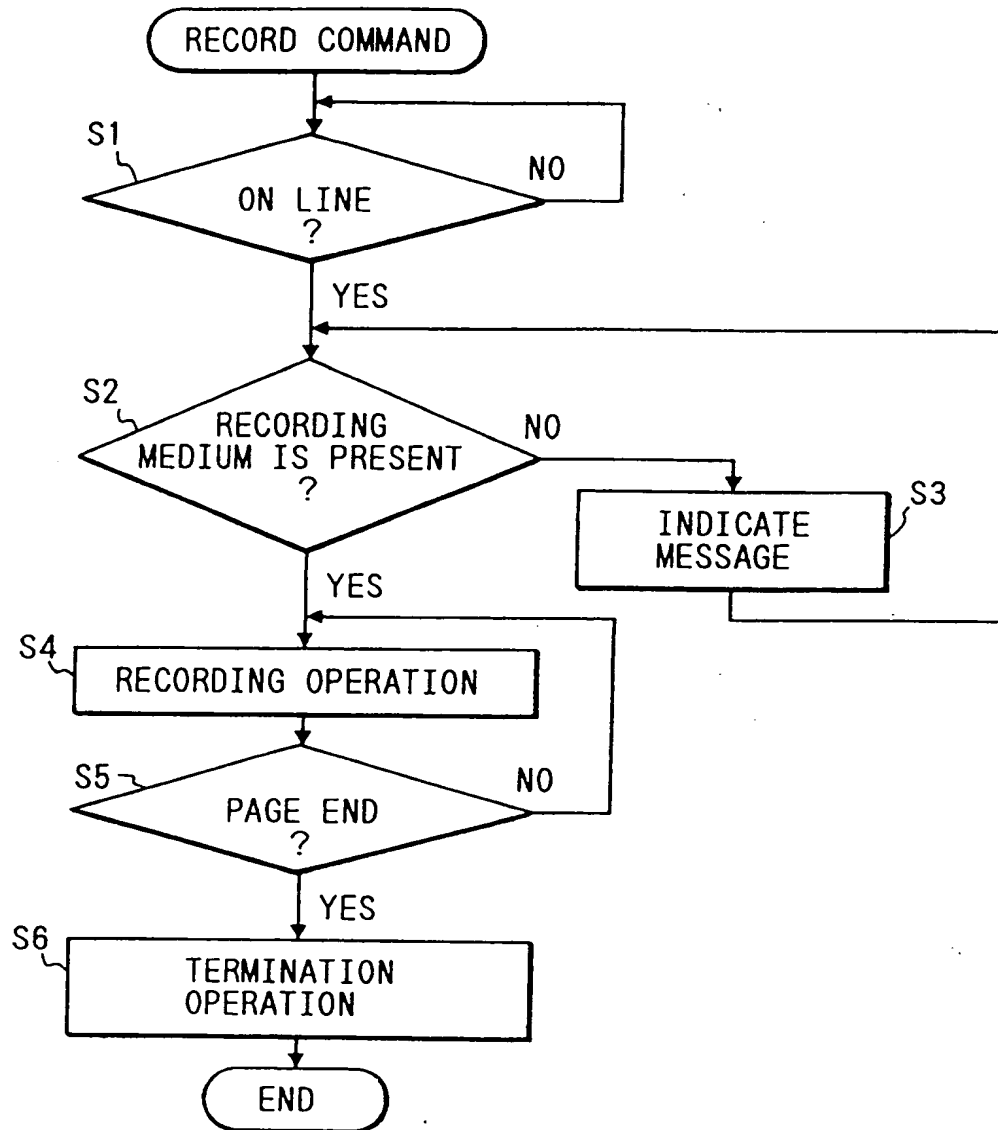 RECORD COMMAND
S1
NO
ON LINE
?
YES
S2
RECORDING
MEDIUM IS PRESENT
?
NO
S3
INDICATE
MESSAGE
YES
S4
RECORDING OPERATION
S5
NO
PAGE END
?
YES
S6
TERMINATION
OPERATION
END